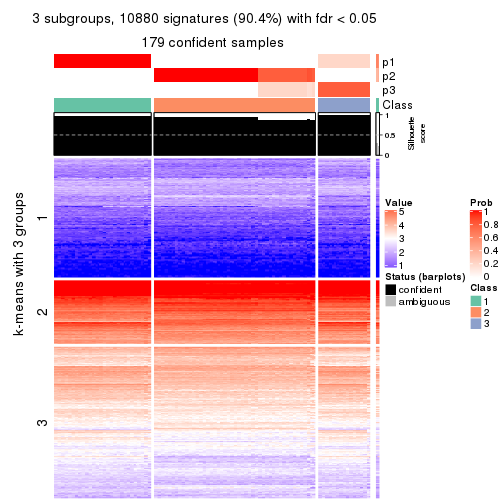 3 subgroups, 10880 signatures (90.4%) with fdr < 0.05
179 confident samples
p1
p2
p3
Class
1
0.5
0
Silhouette
score
k-means with 3 groups
1
2
3
Value
5
4
3
2
1
Status (barplots)
confident
ambiguous
Prob
1
0.8
0.6
0.4
0.2
0
Class
1
2
3